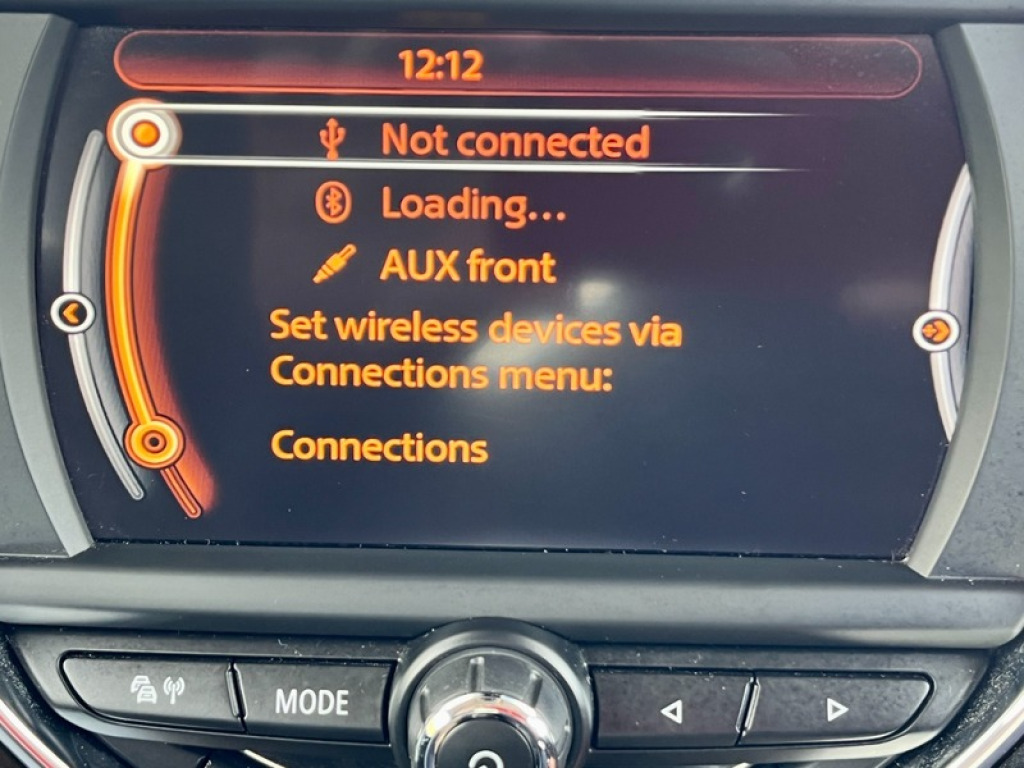 12:12
Not connected
Loading...
AUX front
Set wireless devices via
Connections menu:
Connections
MODE